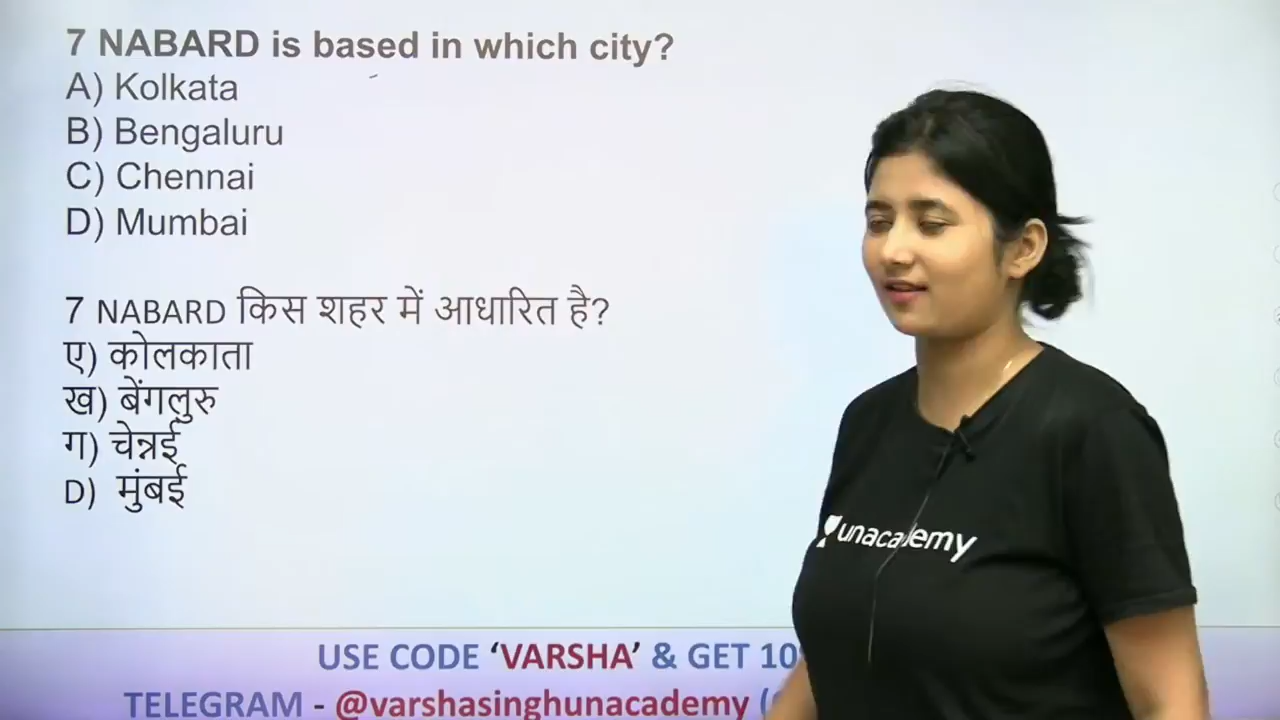 7 NABARD is based in which city?
A) Kolkata
B) Bengaluru
C) Chennai
D) Mumbai
7 NABARD किस शहर में आधारित है?
ए) कोलकाता
ख) बेंगलुरु
ग) चेन्नई
D) मुंबई
unacademy
USE CODE ‘VARSHA’ & GET 10
TELEGRAM - @varshasinghunacademy (